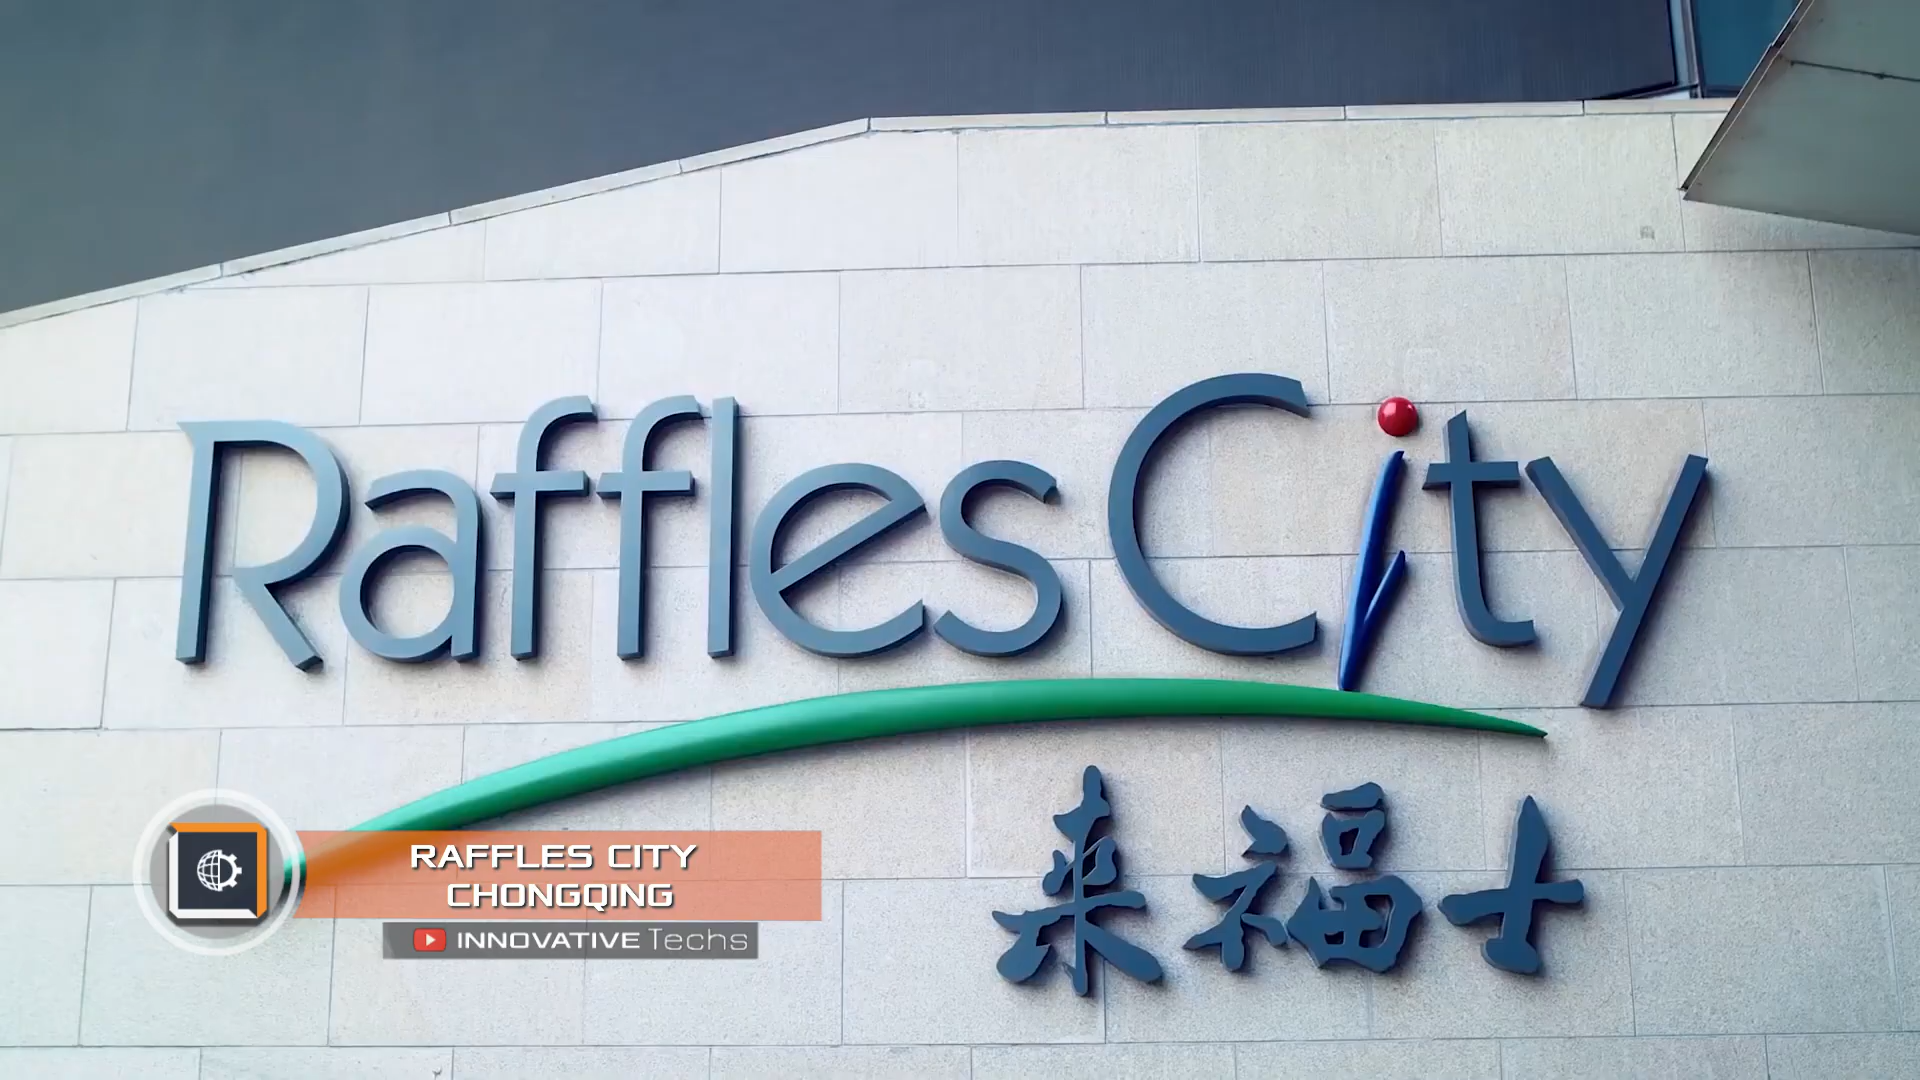 Raffles City
来福士
RAFFLES CITY
CHONGQING
INNOVATIVE Techs